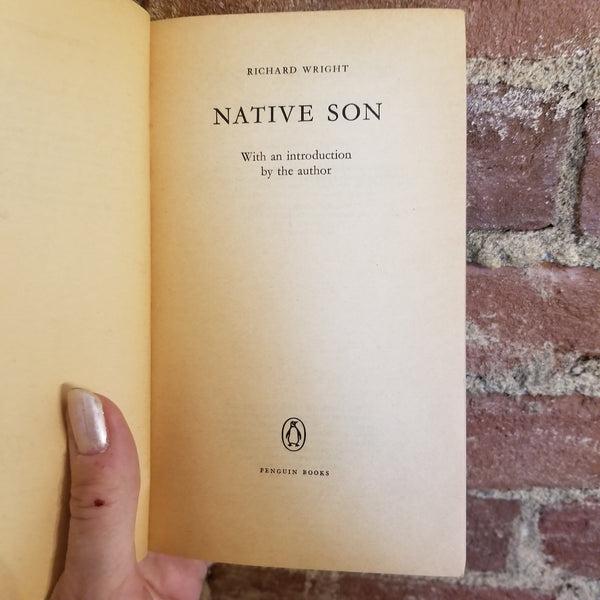 RICHARD WRIGHT
NATIVE SON
With an introduction
by the author
PENGUIN BOOKS